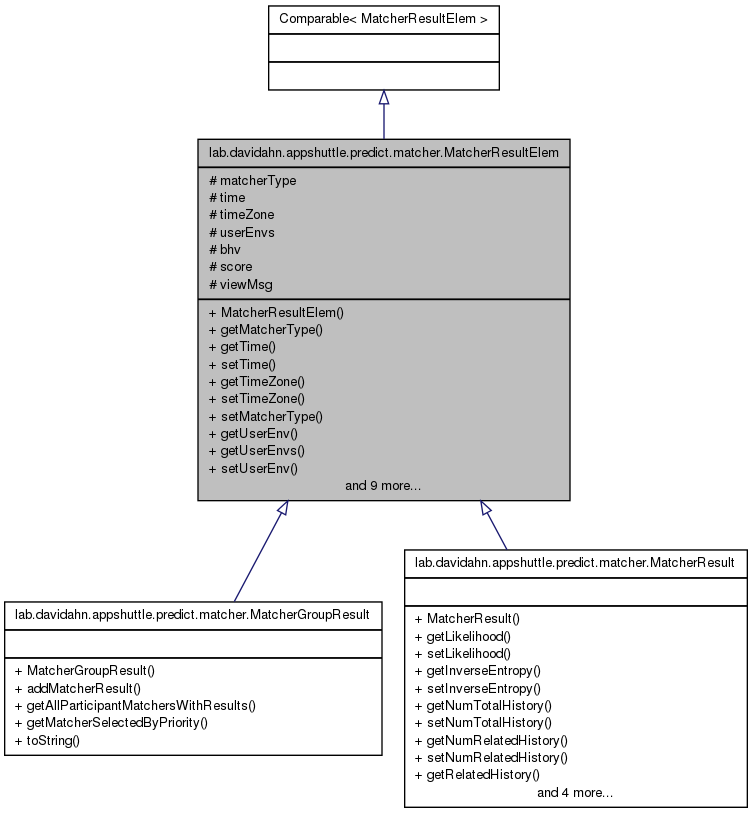 Comparable< MatcherResultElem >
lab.davidahn.appshuttle.predict.matcher.MatcherResultElem
# matcherType
# time
# timeZone
# userEnvs
# bhv
# score
# viewMsg
+ MatcherResultElem()
+ getMatcherType()
+ getTime()
+ setTime()
+ getTimeZone()
+ setTimeZone()
+ setMatcherType()
+ getUserEnv()
+ getUserEnvs()
+ setUserEnv()
and 9 more...
lab.davidahn.appshuttle.predict.matcher.MatcherGroupResult
+ MatcherGroupResult()
+ addMatcherResult()
+ getAllParticipantMatchersWithResults()
+ getMatcherSelectedByPriority()
+ toString()
lab.davidahn.appshuttle.predict.matcher.MatcherResult
+ MatcherResult()
+ getLikelihood()
+ setLikelihood()
+ getInverseEntropy()
+ setInverseEntropy()
+ getNumTotalHistory()
+ setNumTotalHistory()
+ getNumRelatedHistory()
+ setNumRelatedHistory()
+ getRelatedHistory()
and 4 more...